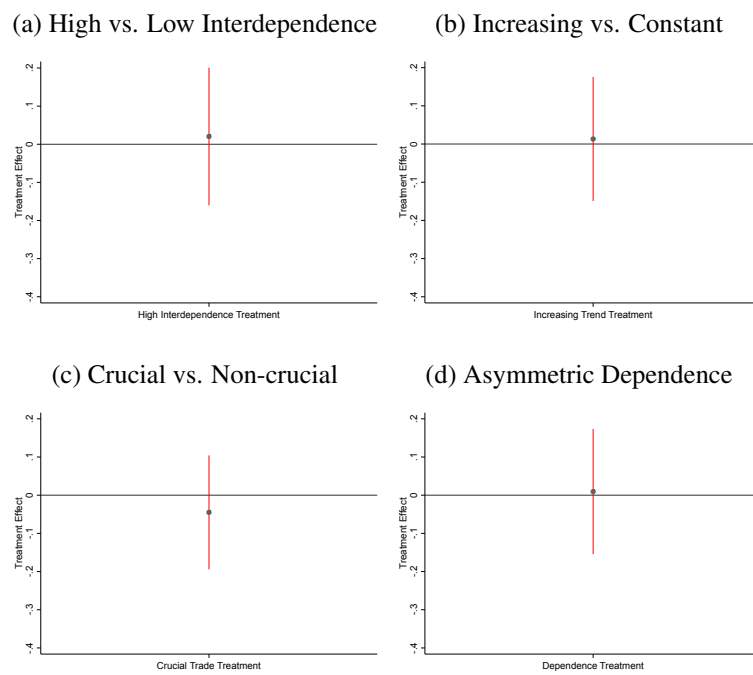 (a) High vs. Low Interdependence
.2
.1
0
-.1
-.2
-.3
-.4
Treatment Effect
High Interdependence Treatment
(b) Increasing vs. Constant
.2
.1
0
-.1
-.2
-.3
-.4
Treatment Effect
Increasing Trend Treatment
(c) Crucial vs. Non-crucial
.2
.1
0
-.1
-.2
-.3
-.4
Treatment Effect
Crucial Trade Treatment
(d) Asymmetric Dependence
.2
.1
0
-.1
-.2
-.3
-.4
Treatment Effect
Dependence Treatment